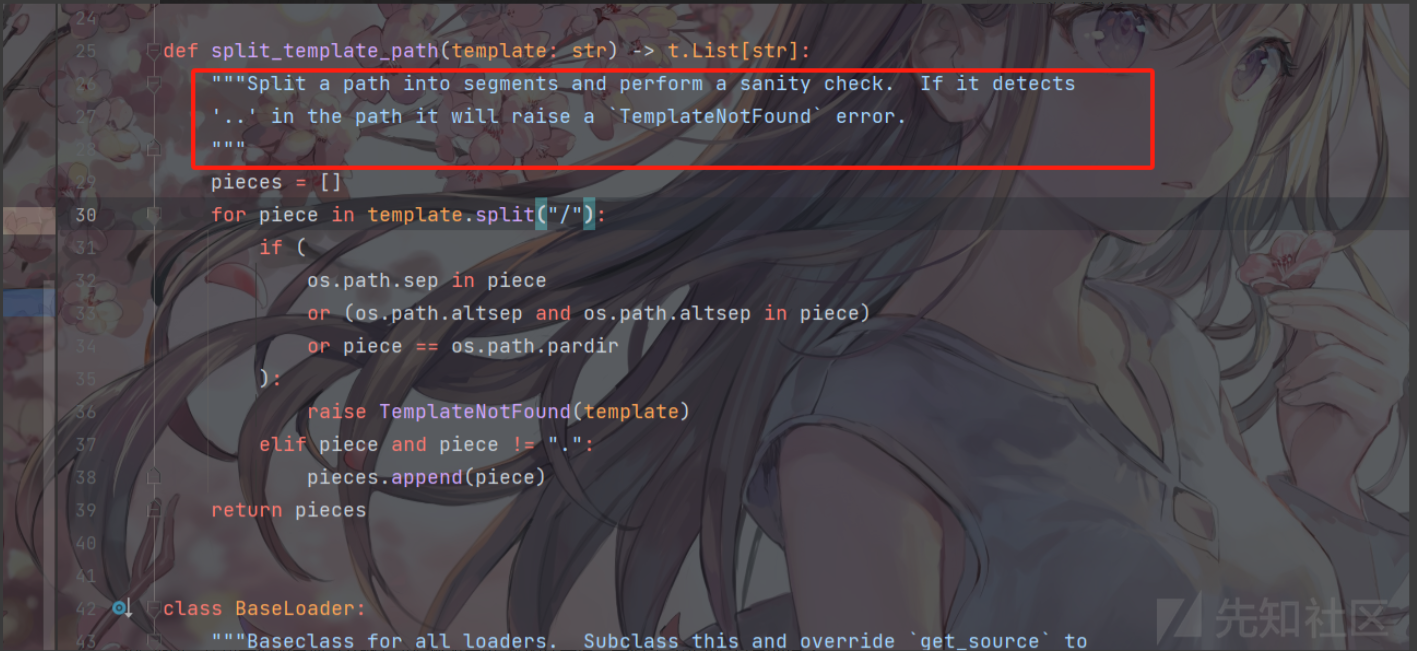 24
25 def split_template_path(template: str) -> t.List[str]:
26 """Split a path into segments and perform a sanity check.  If it detects
27 '..' in the path it will raise a `TemplateNotFound` error.
28 """
29 pieces = []
30 for piece in template.split("/"):
31 if (
32 os.path.sep in piece
33 or (os.path.altsep and os.path.altsep in piece)
34 or piece == os.path.pardir
35 ):
36 raise TemplateNotFound(template)
37 elif piece and piece != ".":
38 pieces.append(piece)
39 return pieces
40
41
42 class BaseLoader:
43 """Baseclass for all loaders.  Subclass this and override `get_source` to
先知社区